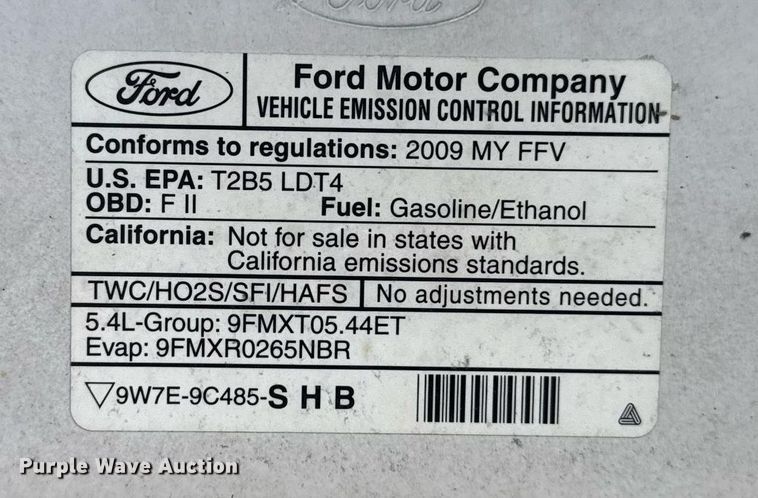 Ford
Ford
Ford Motor Company
VEHICLE EMISSION CONTROL INFORMATION
Conforms to regulations: 2009 MY FFV
U.S. EPA: T2B5 LDT4
OBD: F II Fuel: Gasoline/Ethanol
California: Not for sale in states with
California emissions standards.
TWC/HO2S/SFI/HAFS No adjustments needed.
5.4L-Group: 9FMXT05.44ET
Evap: 9FMXR0265NBR
▽9W7E-9C485-S H B
Purple Wave Auction